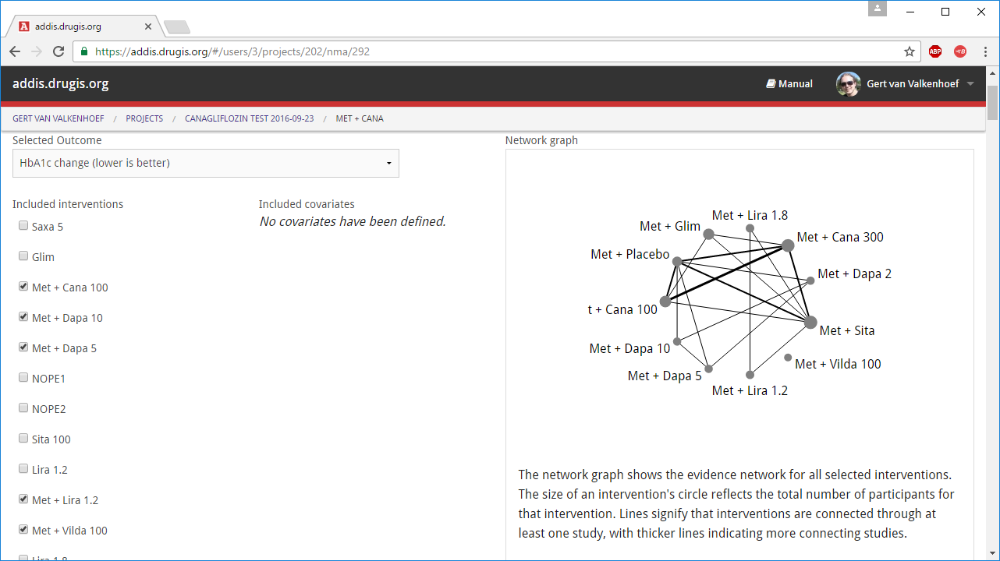 addis.drugis.org
https://addis.drugis.org/#/users/3/projects/202/nma/292
ABP
addis.drugis.org
Manual
Gert van Valkenhoef
GERT VAN VALKENHOEF / PROJECTS / CANAGLIFLOZIN TEST 2016-09-23 / MET + CANA
Selected Outcome
HbA1c change (lower is better)
Included interventions
Saxa 5
Glim
Met + Cana 100
Met + Dapa 10
Met + Dapa 5
NOPE1
NOPE2
Sita 100
Lira 1.2
Met + Lira 1.2
Met + Vilda 100
Lira 1.8
Included covariates
No covariates have been defined.
Network graph
Met + Lira 1.8
Met + Glim
Met + Cana 300
Met + Placebo
Met + Dapa 2
t + Cana 100
Met + Sita
Met + Dapa 10
Met + Vilda 100
Met + Dapa 5
Met + Lira 1.2
The network graph shows the evidence network for all selected interventions.
The size of an intervention's circle reflects the total number of participants for
that intervention. Lines signify that interventions are connected through at
least one study, with thicker lines indicating more connecting studies.